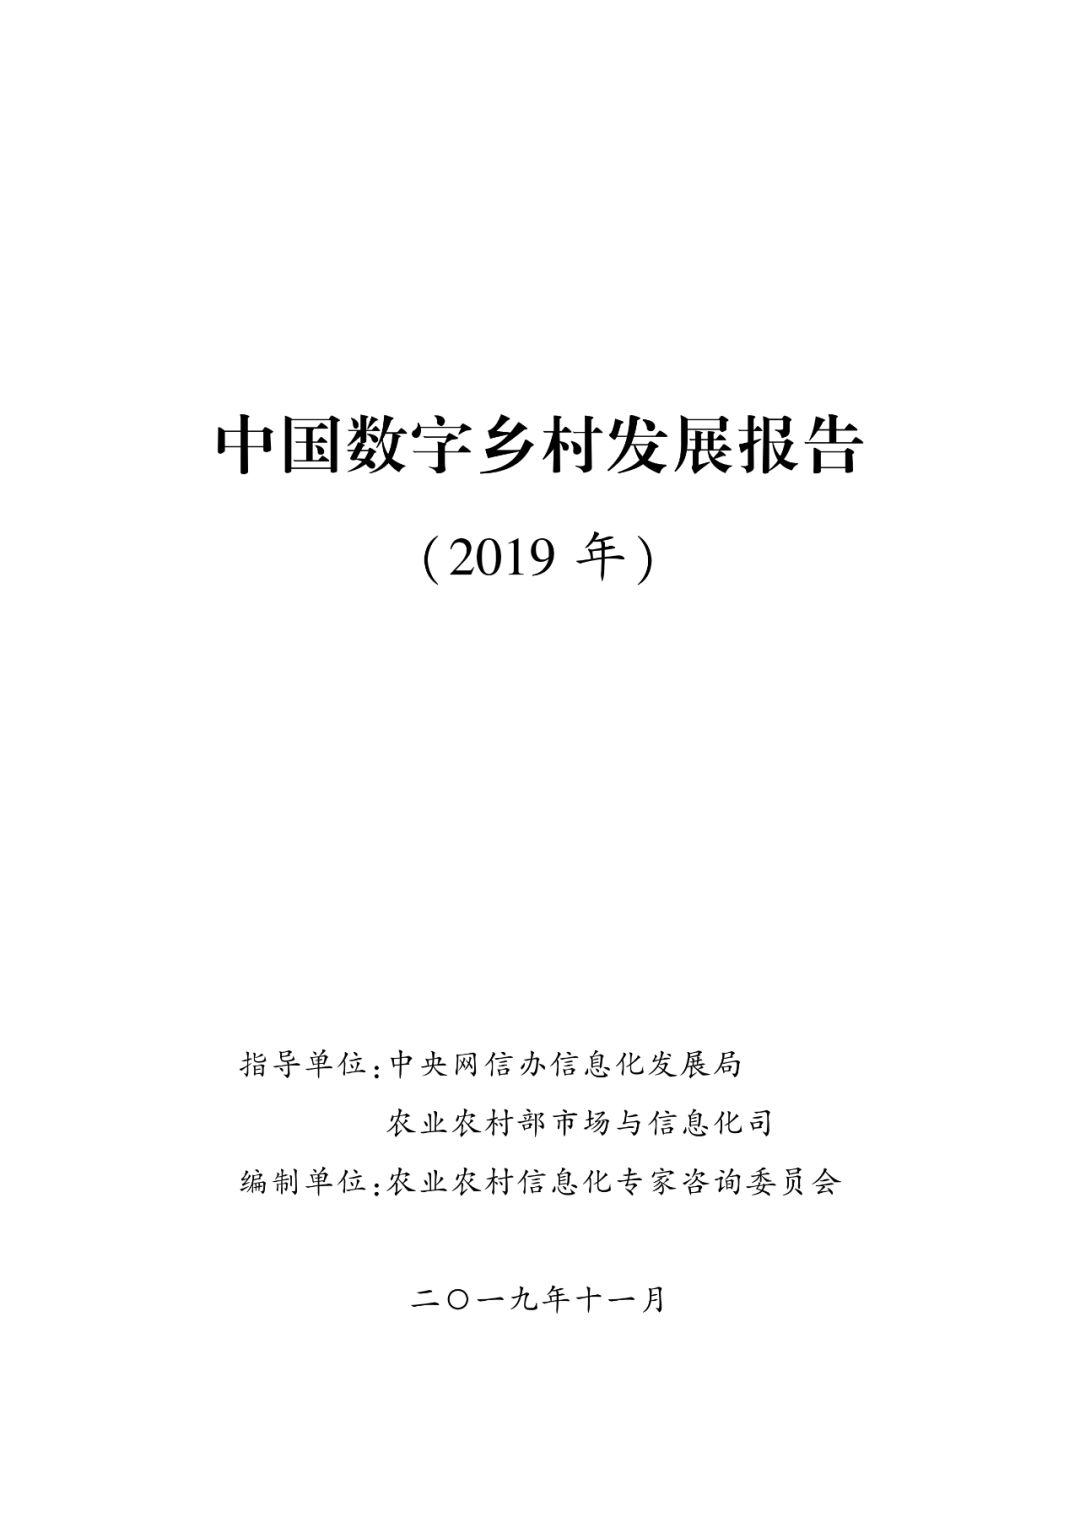 中国数字乡村发展报告
（2019 年）
指导单位:中央网信办信息化发展局
农业农村部市场与信息化司
编制单位:农业农村信息化专家咨询委员会
二〇一九年十一月